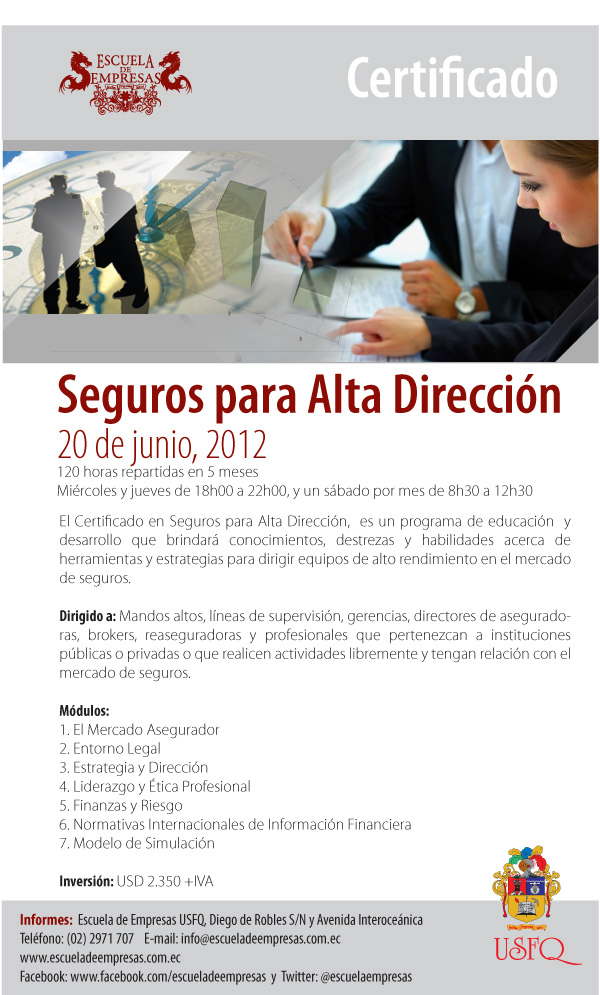 ESCUELA
DE
EMPRESAS
Certificado
Seguros para Alta Dirección
20 de junio, 2012
120 horas repartidas en 5 meses
Miércoles y jueves de 18h00 a 22h00, y un sábado por mes de 8h30 a 12h30
El Certificado en Seguros para Alta Dirección, es un programa de educación y
desarrollo que brindará conocimientos, destrezas y habilidades acerca de
herramientas y estrategias para dirigir equipos de alto rendimiento en el mercado
de seguros.
Dirigido a: Mandos altos, líneas de supervisión, gerencias, directores de asegurado-
ras, brokers, reaseguradoras y profesionales que pertenezcan a instituciones
públicas o privadas o que realicen actividades libremente y tengan relación con el
mercado de seguros.
Módulos:
1. El Mercado Asegurador
2. Entorno Legal
3. Estrategia y Dirección
4. Liderazgo y Ética Profesional
5. Finanzas y Riesgo
6. Normativas Internacionales de Información Financiera
7. Modelo de Simulación
Inversión: USD 2.350 +IVA
Informes: Escuela de Empresas USFQ, Diego de Robles S/N y Avenida Interoceánica
Teléfono: (02) 2971 707 E-mail: info@escueladeempresas.com.ec
www.escueladeempresas.com.ec
Facebook: www.facebook.com/escueladeempresas y Twitter: @escuelaempresas
USFQ